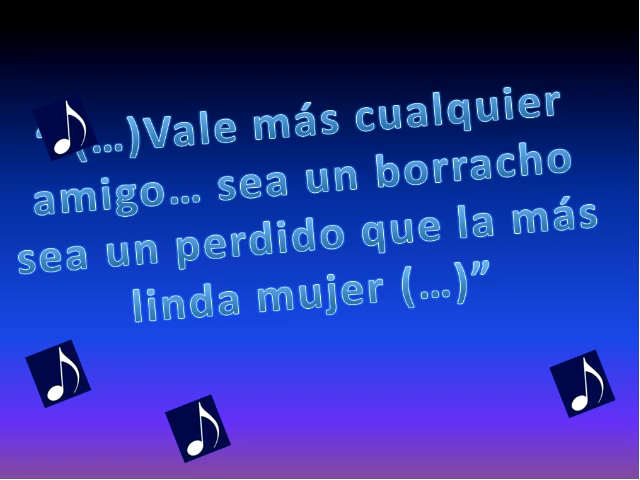 “ (…)Vale más cualquier
amigo… sea un borracho
sea un perdido que la más
linda mujer (…)”